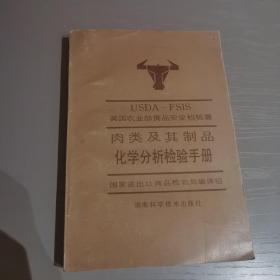 USDA-FSIS
美国农业部食品安全检验署
肉类及其制品
化学分析检验手册
国家进出口商品检验局编译组
湖南科学技术出版社